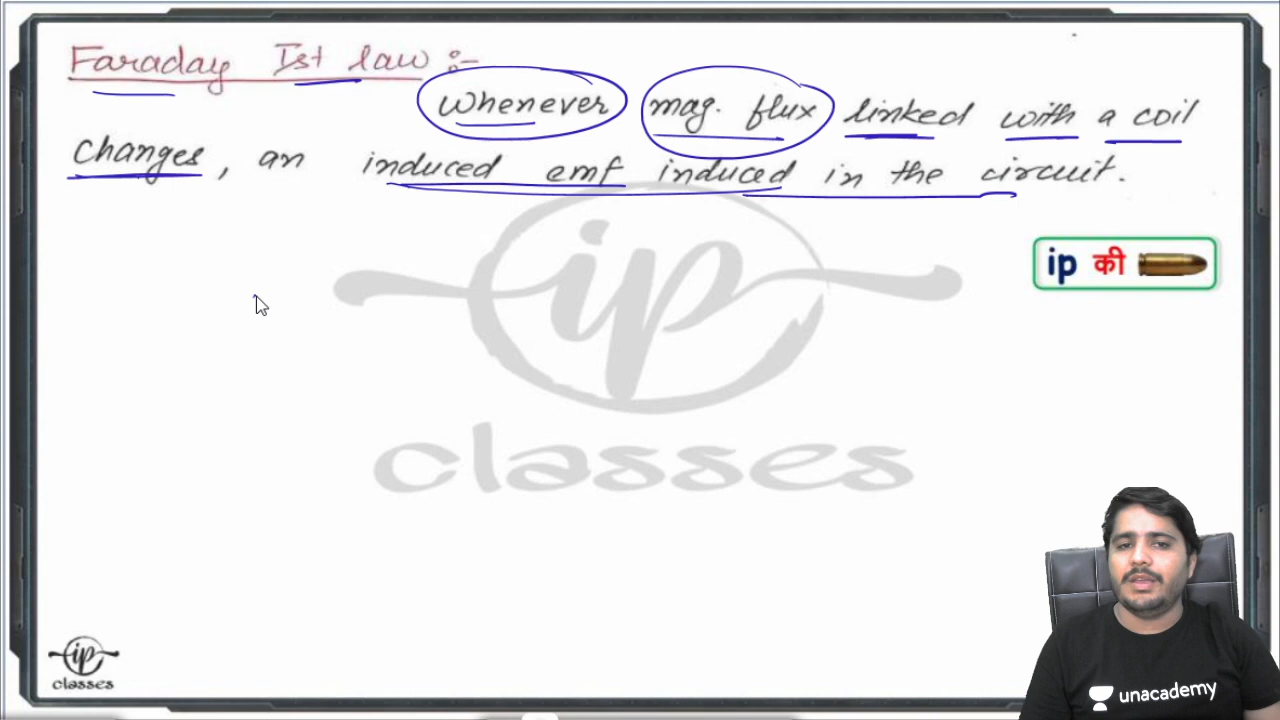 Faraday Ist law :-
Whenever mag. flux linked with a coil
changes, an induced emf induced in the circuit.
ip की
ip
classes
ip
classes
unacademy